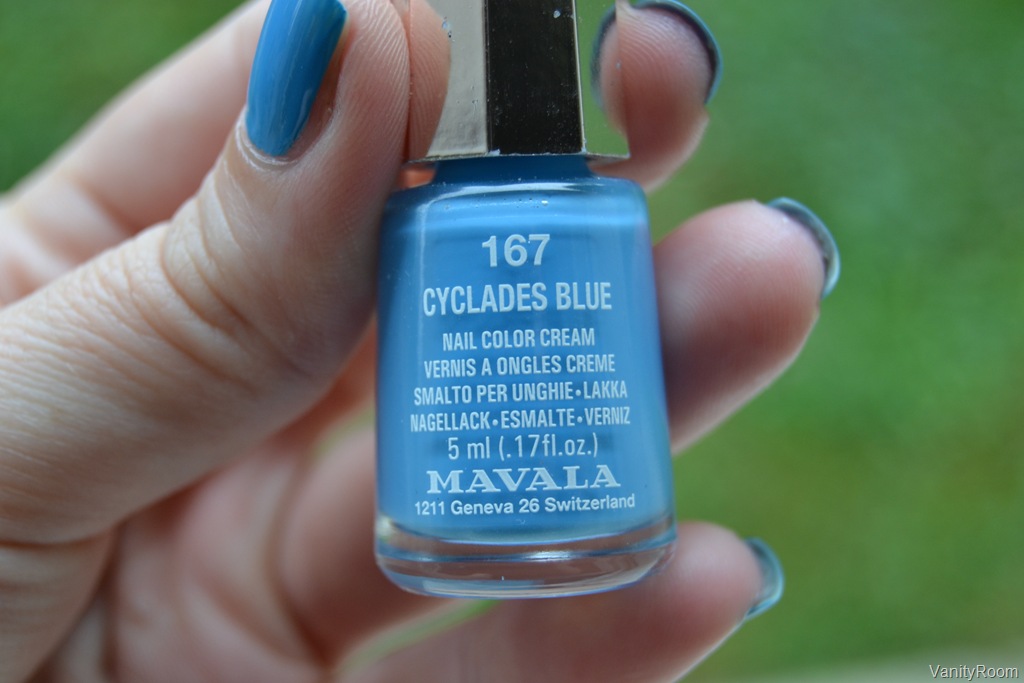 167
CYCLADES BLUE
NAIL COLOR CREAM
VERNIS A ONGLES CREME
SMALTO PER UNGHIE•LAKKA
NAGELLACK•ESMALTE•VERNIZ
5 ml (.17fl.oz.)
MAVALA
1211 Geneva 26 Switzerland
VanityRoom